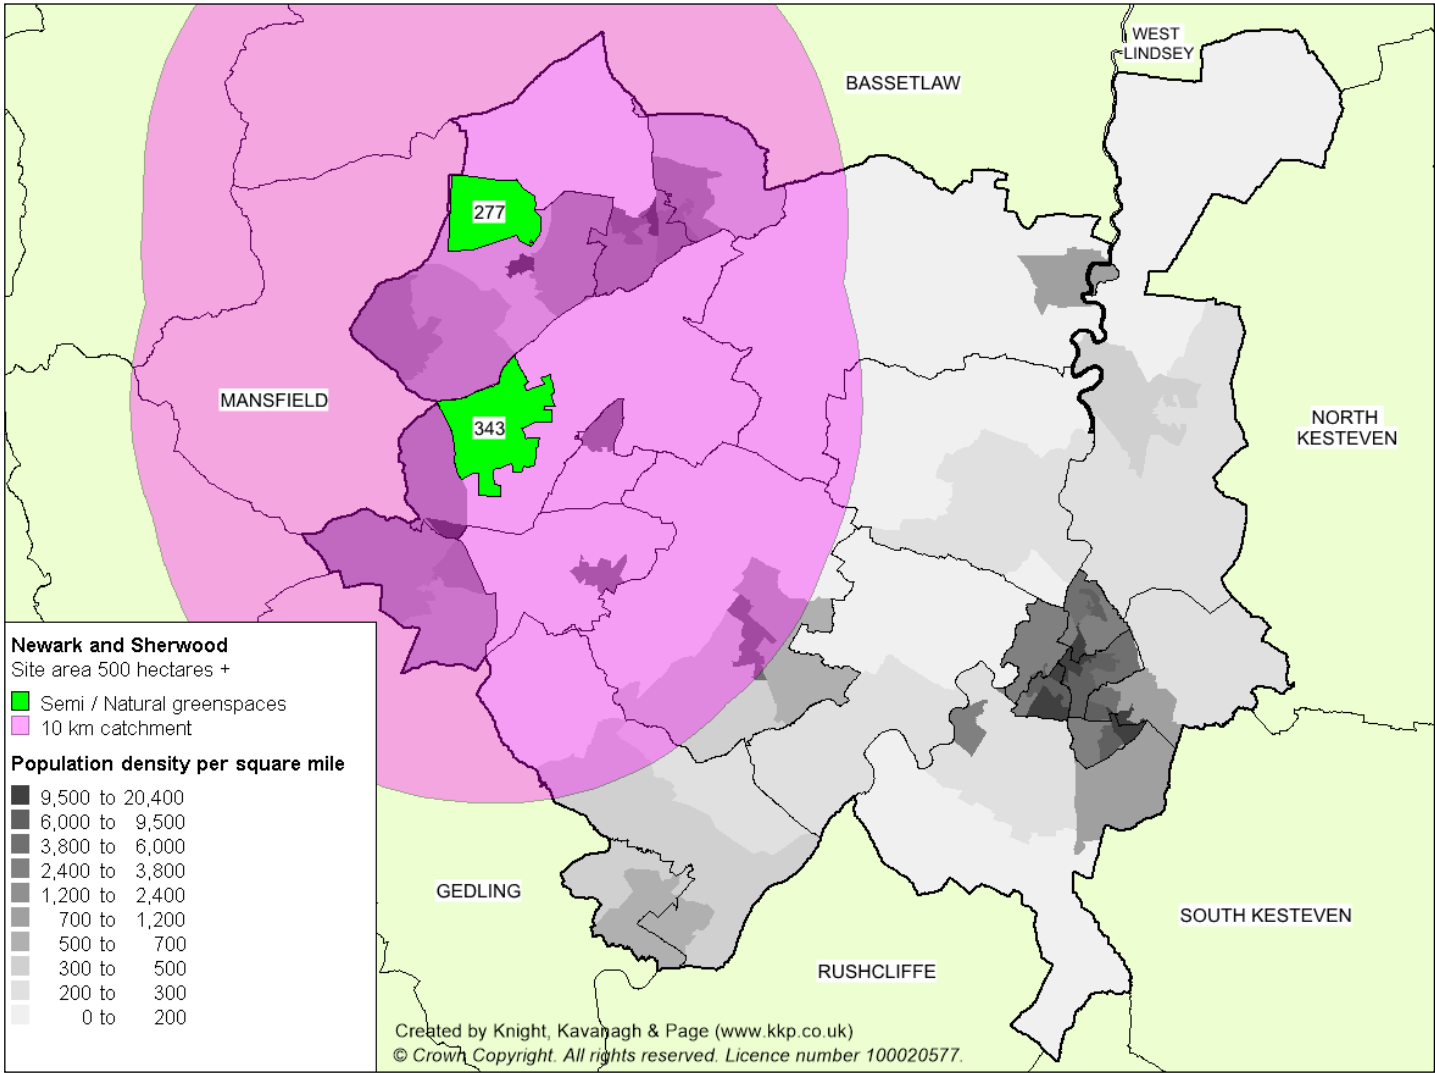 WEST
LINDSEY
BASSETLAW
277
MANSFIELD
343
NORTH
KESTEVEN
Newark and Sherwood
Site area 500 hectares +
Semi / Natural greenspaces
10 km catchment
Population density per square mile
9,500 to 20,400
6,000 to 9,500
3,800 to 6,000
2,400 to 3,800
1,200 to 2,400
700 to 1,200
500 to 700
300 to 500
200 to 300
0 to 200
GEDLING
SOUTH KESTEVEN
RUSHCLIFFE
Created by Knight, Kavanagh & Page (www.kkp.co.uk)
© Crown Copyright. All rights reserved. Licence number 100020577.